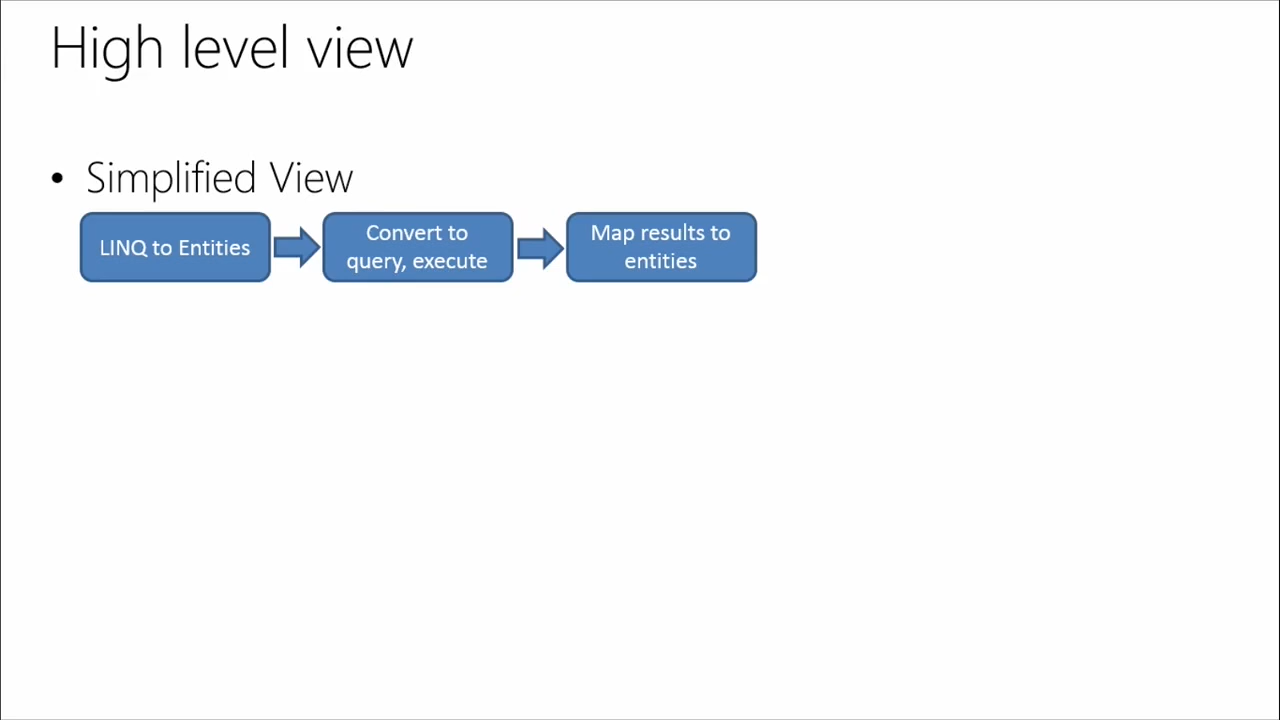 High level view
• Simplified View
LINQ to Entities
Convert to
query, execute
Map results to
entities